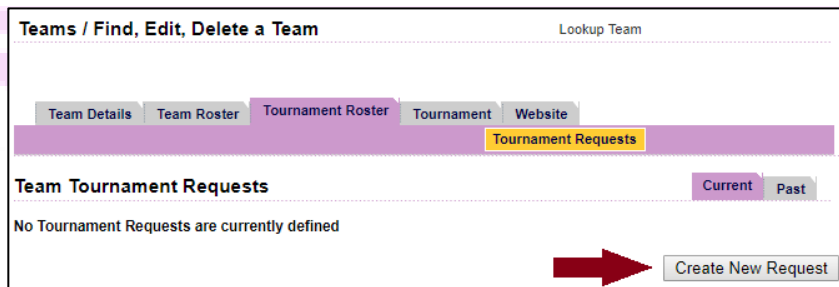 Teams / Find, Edit, Delete a Team Lookup Team
Team Details Team Roster Tournament Roster Tournament Website
Tournament Requests
Team Tournament Requests Current Past
No Tournament Requests are currently defined
Create New Request